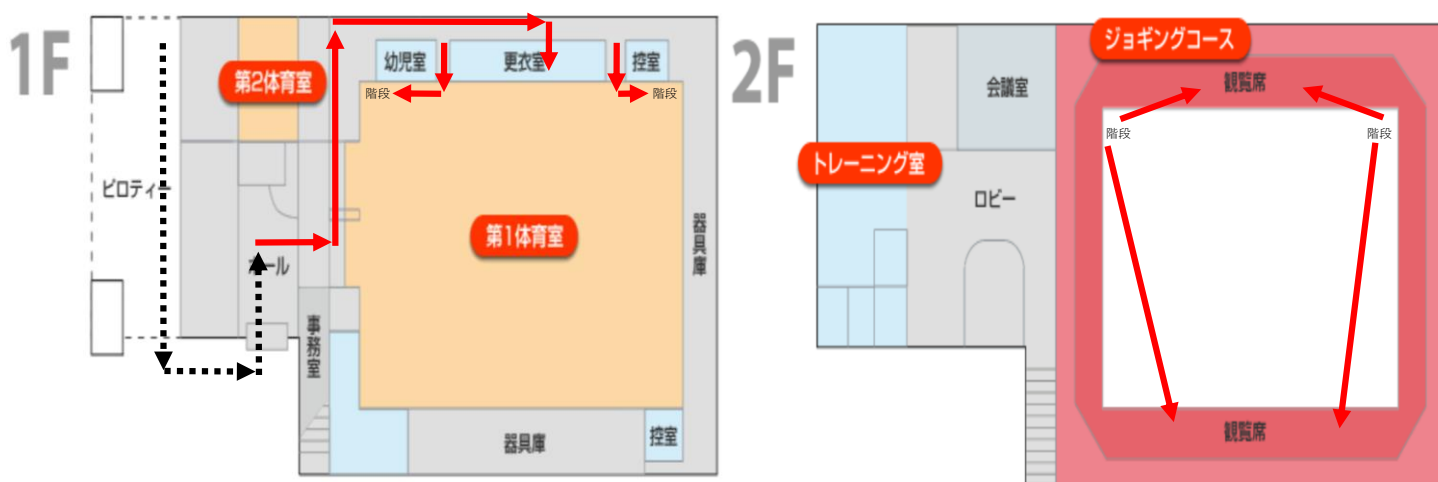 1F
第2体育室
幼児室
更衣室
控室
階段
階段
ピロティー
第1体育室
器具庫
ホール
事務室
器具庫
控室
2F
ジョギングコース
観覧席
会議室
階段
階段
トレーニング室
ロビー
観覧席